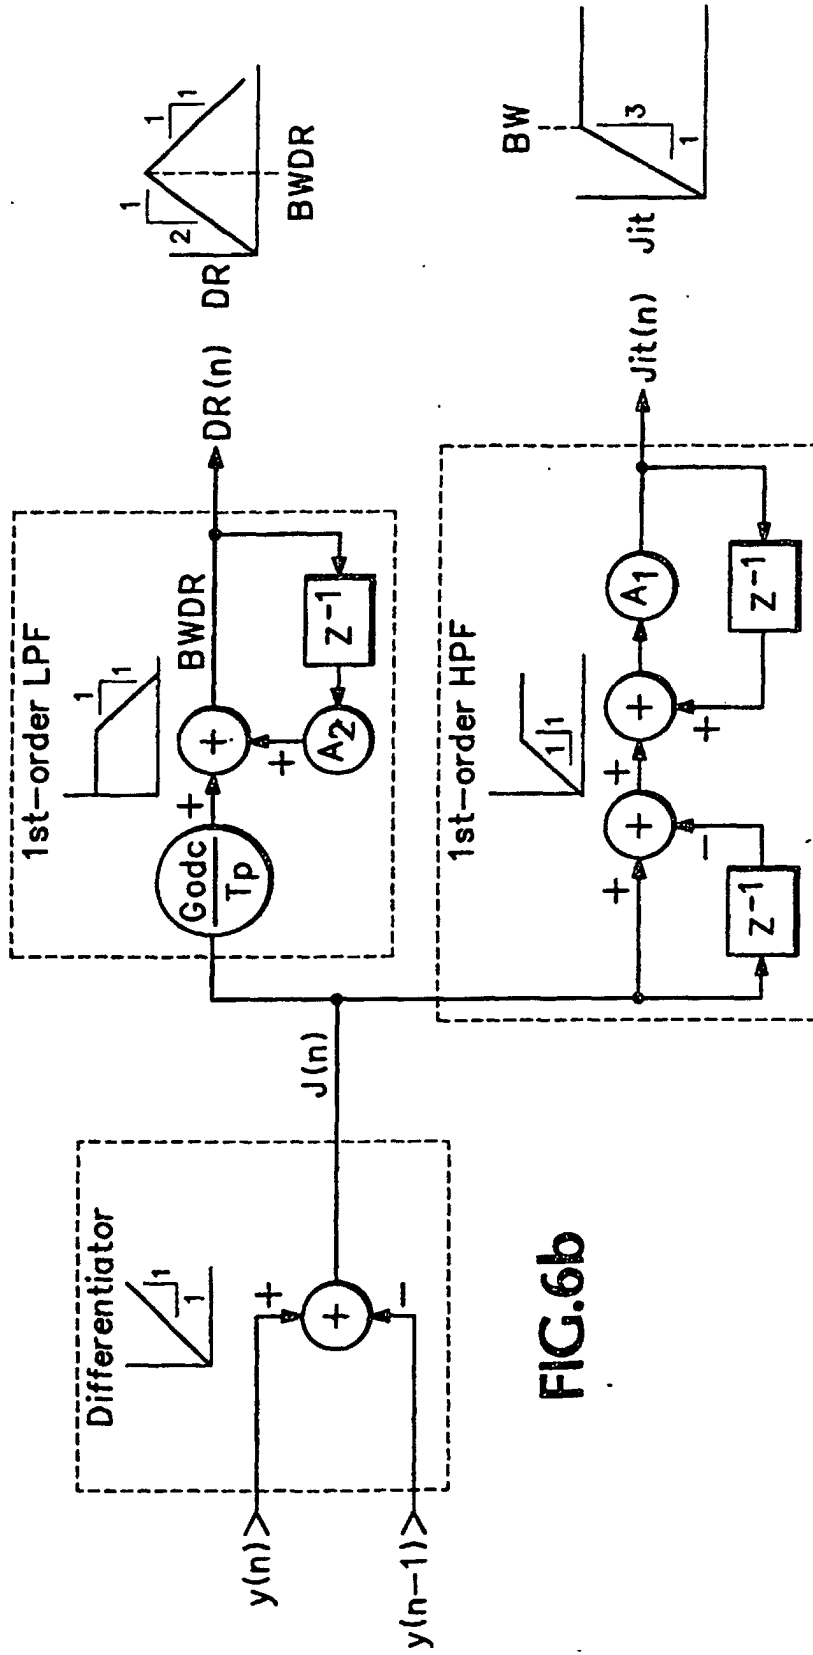 Differentiator
1
1
y(n)
y(n−1)
+
−
+
J(n)
1st−order LPF
1
1
Godc
Tp
+
+
BWDR
+
A2
Z−1
DR(n)
DR
2
1
1
1
BWDR
1st−order HPF
1
1
+
+
−
Z−1
+
+
+
A1
Z−1
Jit(n)
Jit
BW
3
1
FIG.6b